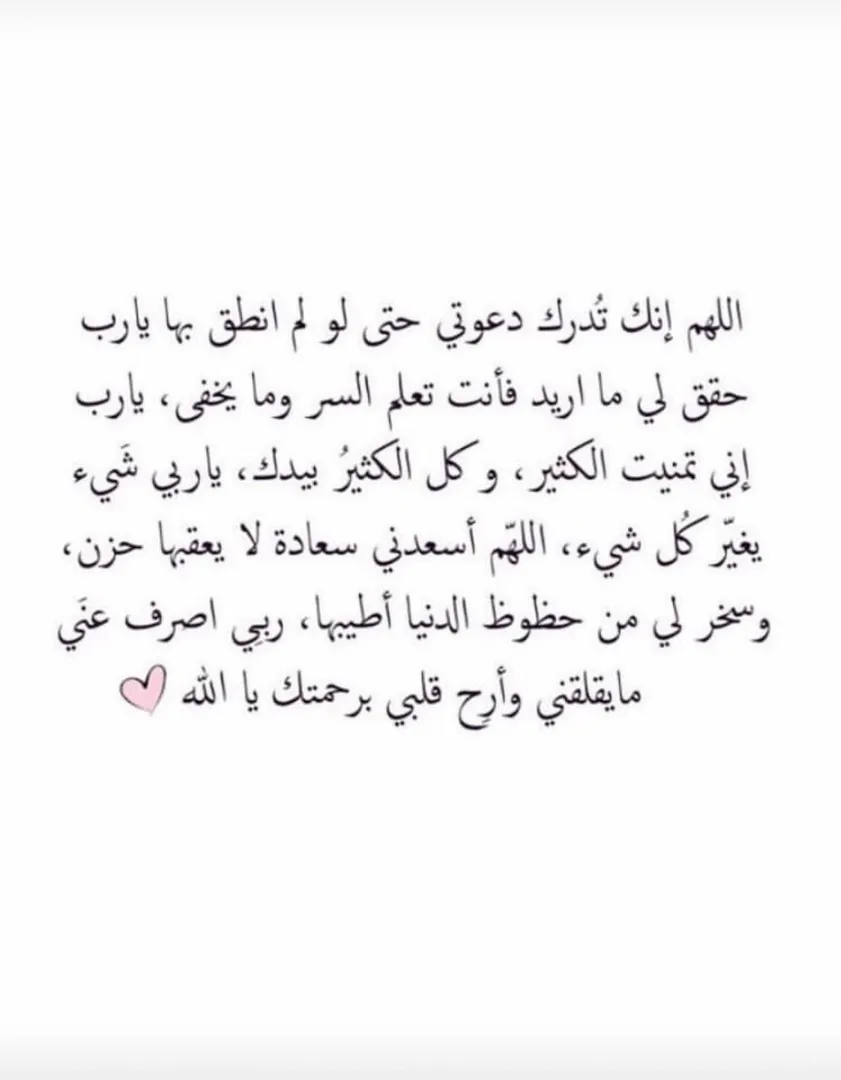 اللهم إنك تُدرك دعوتي حتى لو لم انطق بها يارب
حقق لي ما اريد فأنت تعلم السر وما يخفى، يارب
إني تمنيت الكثير، وكل الكثيرُ بيدك، ياربي شَيء
يغيّر كُل شيء، اللهّم أسعدني سعادة لا يعقبها حزن،
وسخر لي من حظوظ الدنيا أطيبها، ربِي اصرف عنَي
مايقلقني وأرِح قلبي برحمتك يا الله